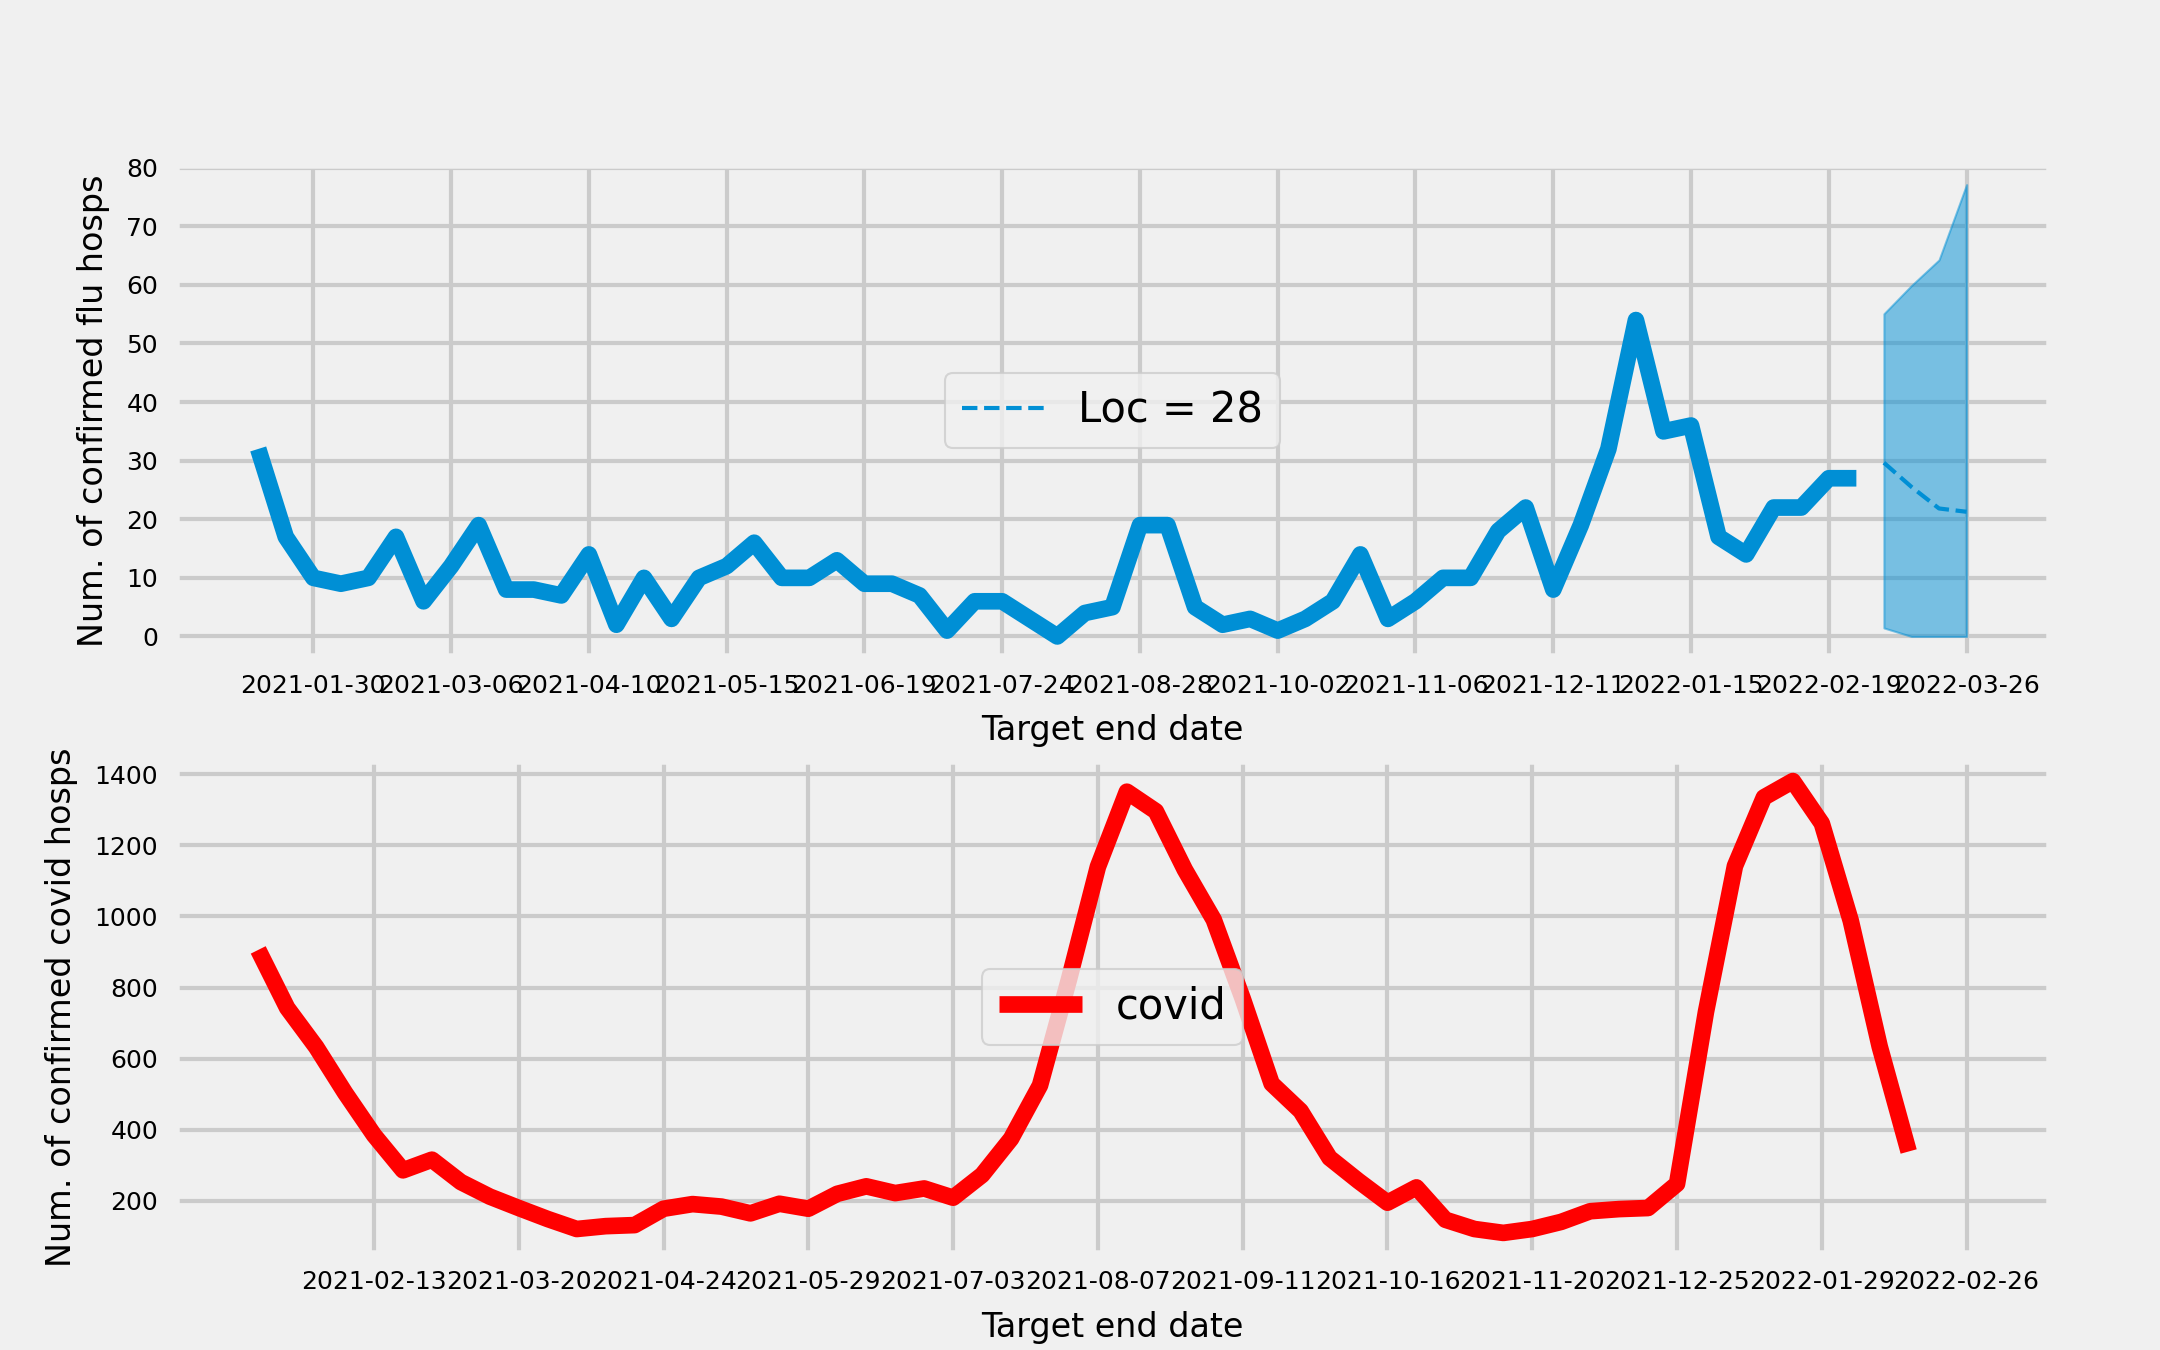 Num. of confirmed flu hosps
80
70
60
50
40
30
20
10
0
Loc = 28
2021-01-30 2021-03-06 2021-04-10 2021-05-15 2021-06-19 2021-07-24 2021-08-28 2021-10-02 2021-11-06 2021-12-11 2022-01-15 2022-02-19 2022-03-26
Target end date
Num. of confirmed covid hosps
1400
1200
1000
800
600
400
200
covid
2021-02-13 2021-03-20 2021-04-24 2021-05-29 2021-07-03 2021-08-07 2021-09-11 2021-10-16 2021-11-20 2021-12-25 2022-01-29 2022-02-26
Target end date